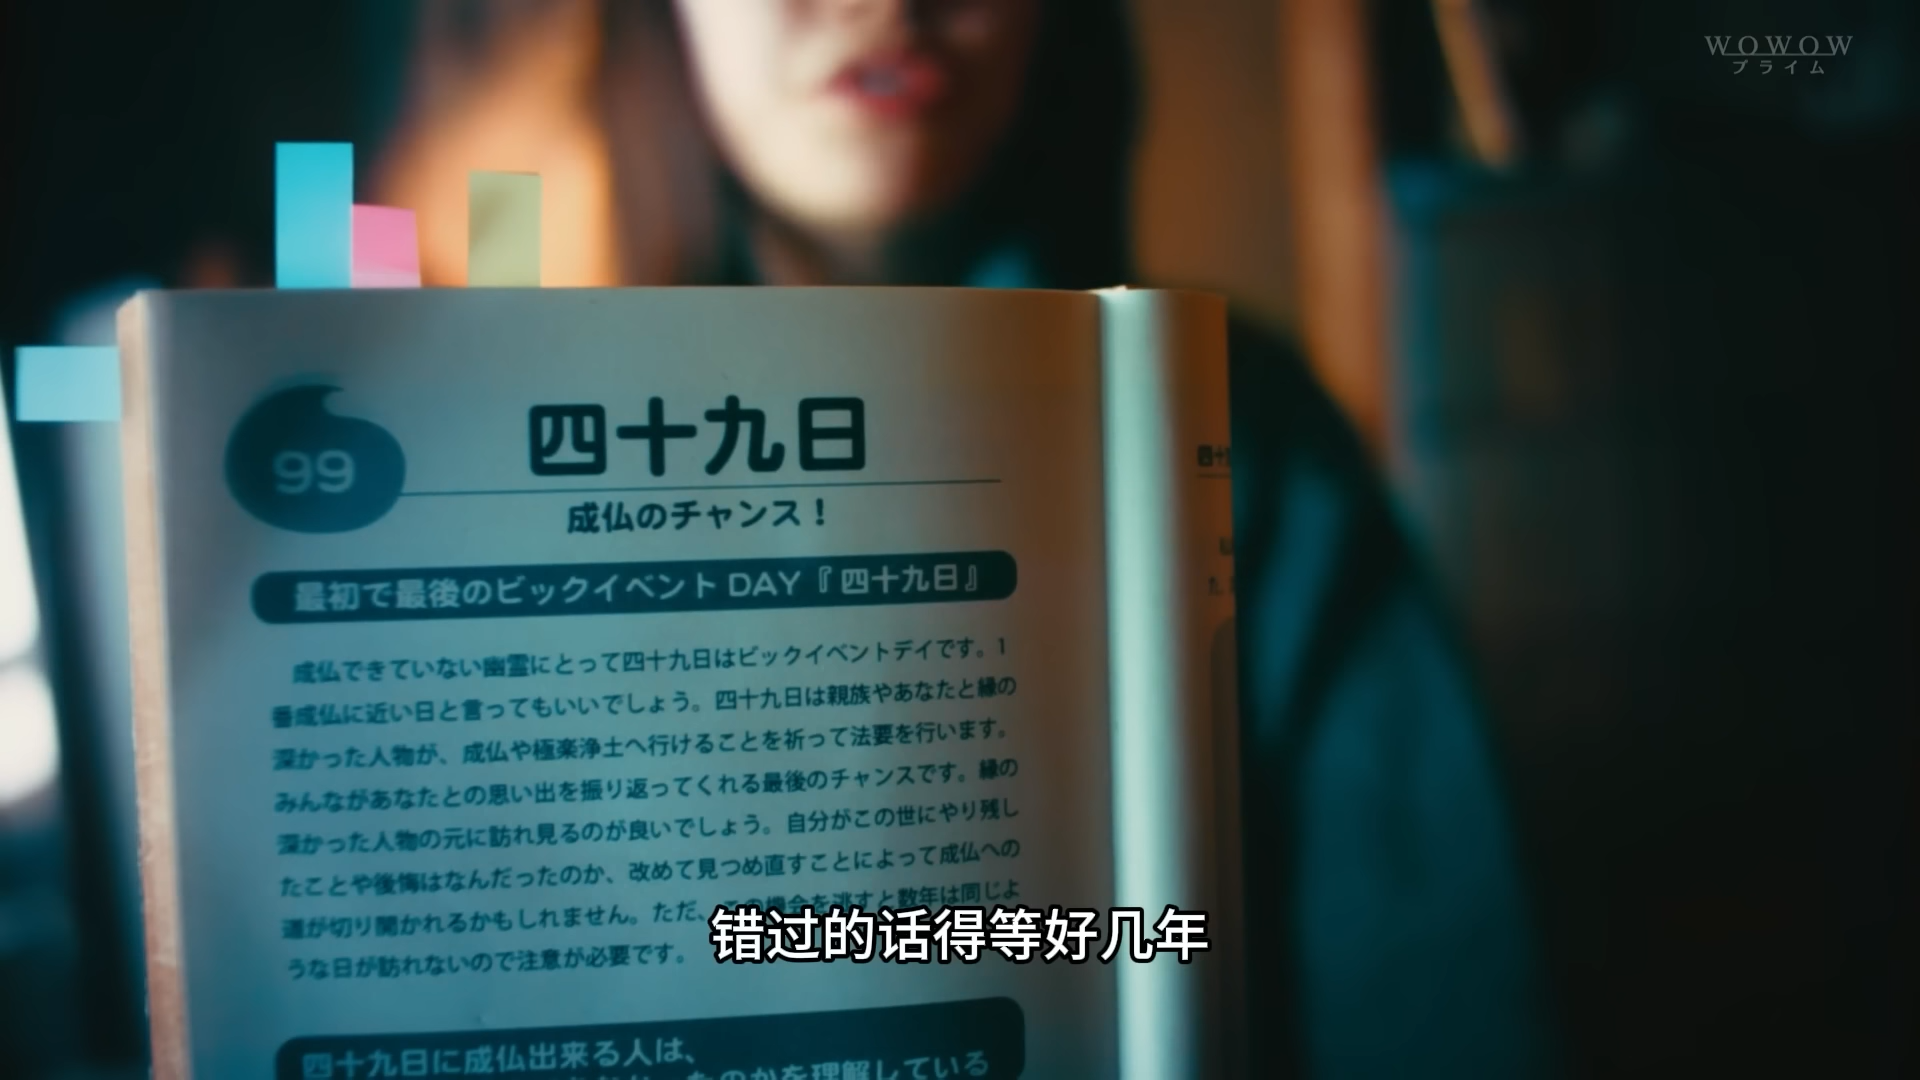 WOWOW
プライム
99
四十九日
成仏のチャンス！
最初で最後のビックイベントDAY『四十九日』
成仏できていない幽霊にとって四十九日はビックイベントデイです。1
番成仏に近い日と言ってもいいでしょう。四十九日は親族やあなたと縁の
深かった人物が、成仏や極楽浄土へ行けることを祈って法要を行います。
みんながあなたとの思い出を振り返ってくれる最後のチャンスです。縁の
深かった人物の元に訪れ見るのが良いでしょう。自分がこの世にやり残し
たことや後悔はなんだったのか、改めて見つめ直すことによって成仏への
道が切り開かれるかもしれません。ただ、この機会を逃すと数年は同じよ
うな日が訪れないので注意が必要です。
错过的话得等好几年
四十九日に成仏出来る人は、
たのかを理解している